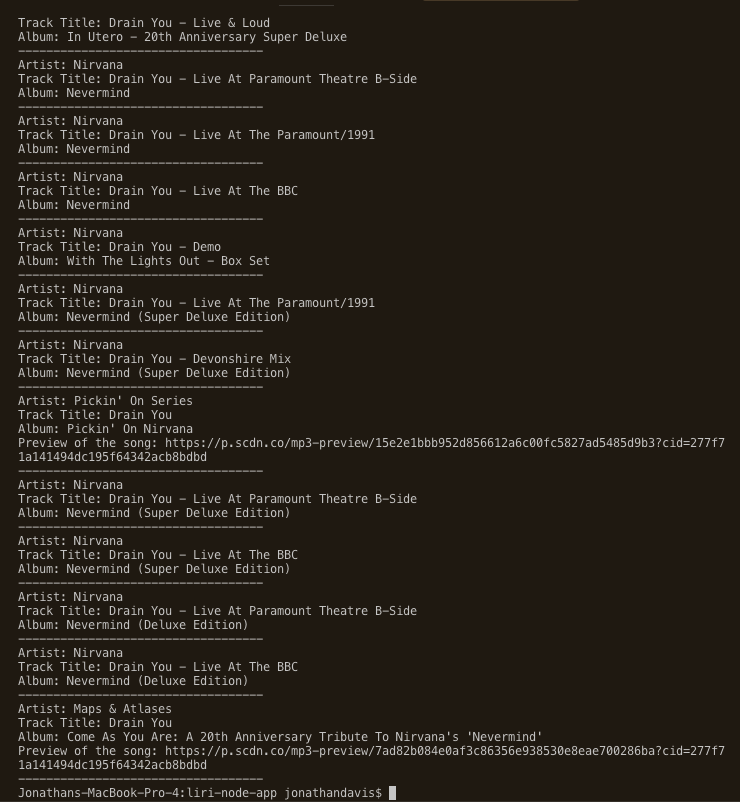 Track Title: Drain You - Live & Loud
Album: In Utero - 20th Anniversary Super Deluxe
-----------------------------------
Artist: Nirvana
Track Title: Drain You - Live At Paramount Theatre B-Side
Album: Nevermind
-----------------------------------
Artist: Nirvana
Track Title: Drain You - Live At The Paramount/1991
Album: Nevermind
-----------------------------------
Artist: Nirvana
Track Title: Drain You - Live At The BBC
Album: Nevermind
-----------------------------------
Artist: Nirvana
Track Title: Drain You - Demo
Album: With The Lights Out - Box Set
-----------------------------------
Artist: Nirvana
Track Title: Drain You - Live At The Paramount/1991
Album: Nevermind (Super Deluxe Edition)
-----------------------------------
Artist: Nirvana
Track Title: Drain You - Devonshire Mix
Album: Nevermind (Super Deluxe Edition)
-----------------------------------
Artist: Pickin' On Series
Track Title: Drain You
Album: Pickin' On Nirvana
Preview of the song: https://p.scdn.co/mp3-preview/15e2e1bbb952d856612a6c00fc5827ad5485d9b3?cid=277f7
1a141494dc195f64342acb8bdbd
-----------------------------------
Artist: Nirvana
Track Title: Drain You - Live At Paramount Theatre B-Side
Album: Nevermind (Super Deluxe Edition)
-----------------------------------
Artist: Nirvana
Track Title: Drain You - Live At The BBC
Album: Nevermind (Super Deluxe Edition)
-----------------------------------
Artist: Nirvana
Track Title: Drain You - Live At Paramount Theatre B-Side
Album: Nevermind (Deluxe Edition)
-----------------------------------
Artist: Nirvana
Track Title: Drain You - Live At The BBC
Album: Nevermind (Deluxe Edition)
-----------------------------------
Artist: Maps & Atlases
Track Title: Drain You
Album: Come As You Are: A 20th Anniversary Tribute To Nirvana's 'Nevermind'
Preview of the song: https://p.scdn.co/mp3-preview/7ad82b084e0af3c86356e938530e8eae700286ba?cid=277f7
1a141494dc195f64342acb8bdbd
-----------------------------------
Jonathans-MacBook-Pro-4:liri-node-app jonathandavis$